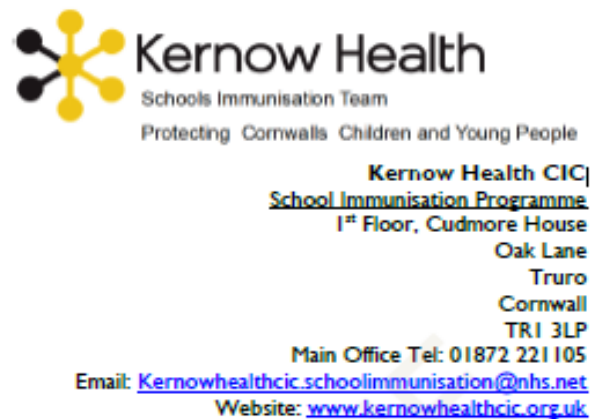 Kernow Health
Schools Immunisation Team
Protecting Cornwalls Children and Young People
Kernow Health CIC
School Immunisation Programme
1st Floor, Cudmore House
Oak Lane
Truro
Cornwall
TR1 3LP
Main Office Tel: 01872 221105
Email: Kernowhealthcic.schoolimmunisation@nhs.net
Website: www.kernowhealthcic.org.uk